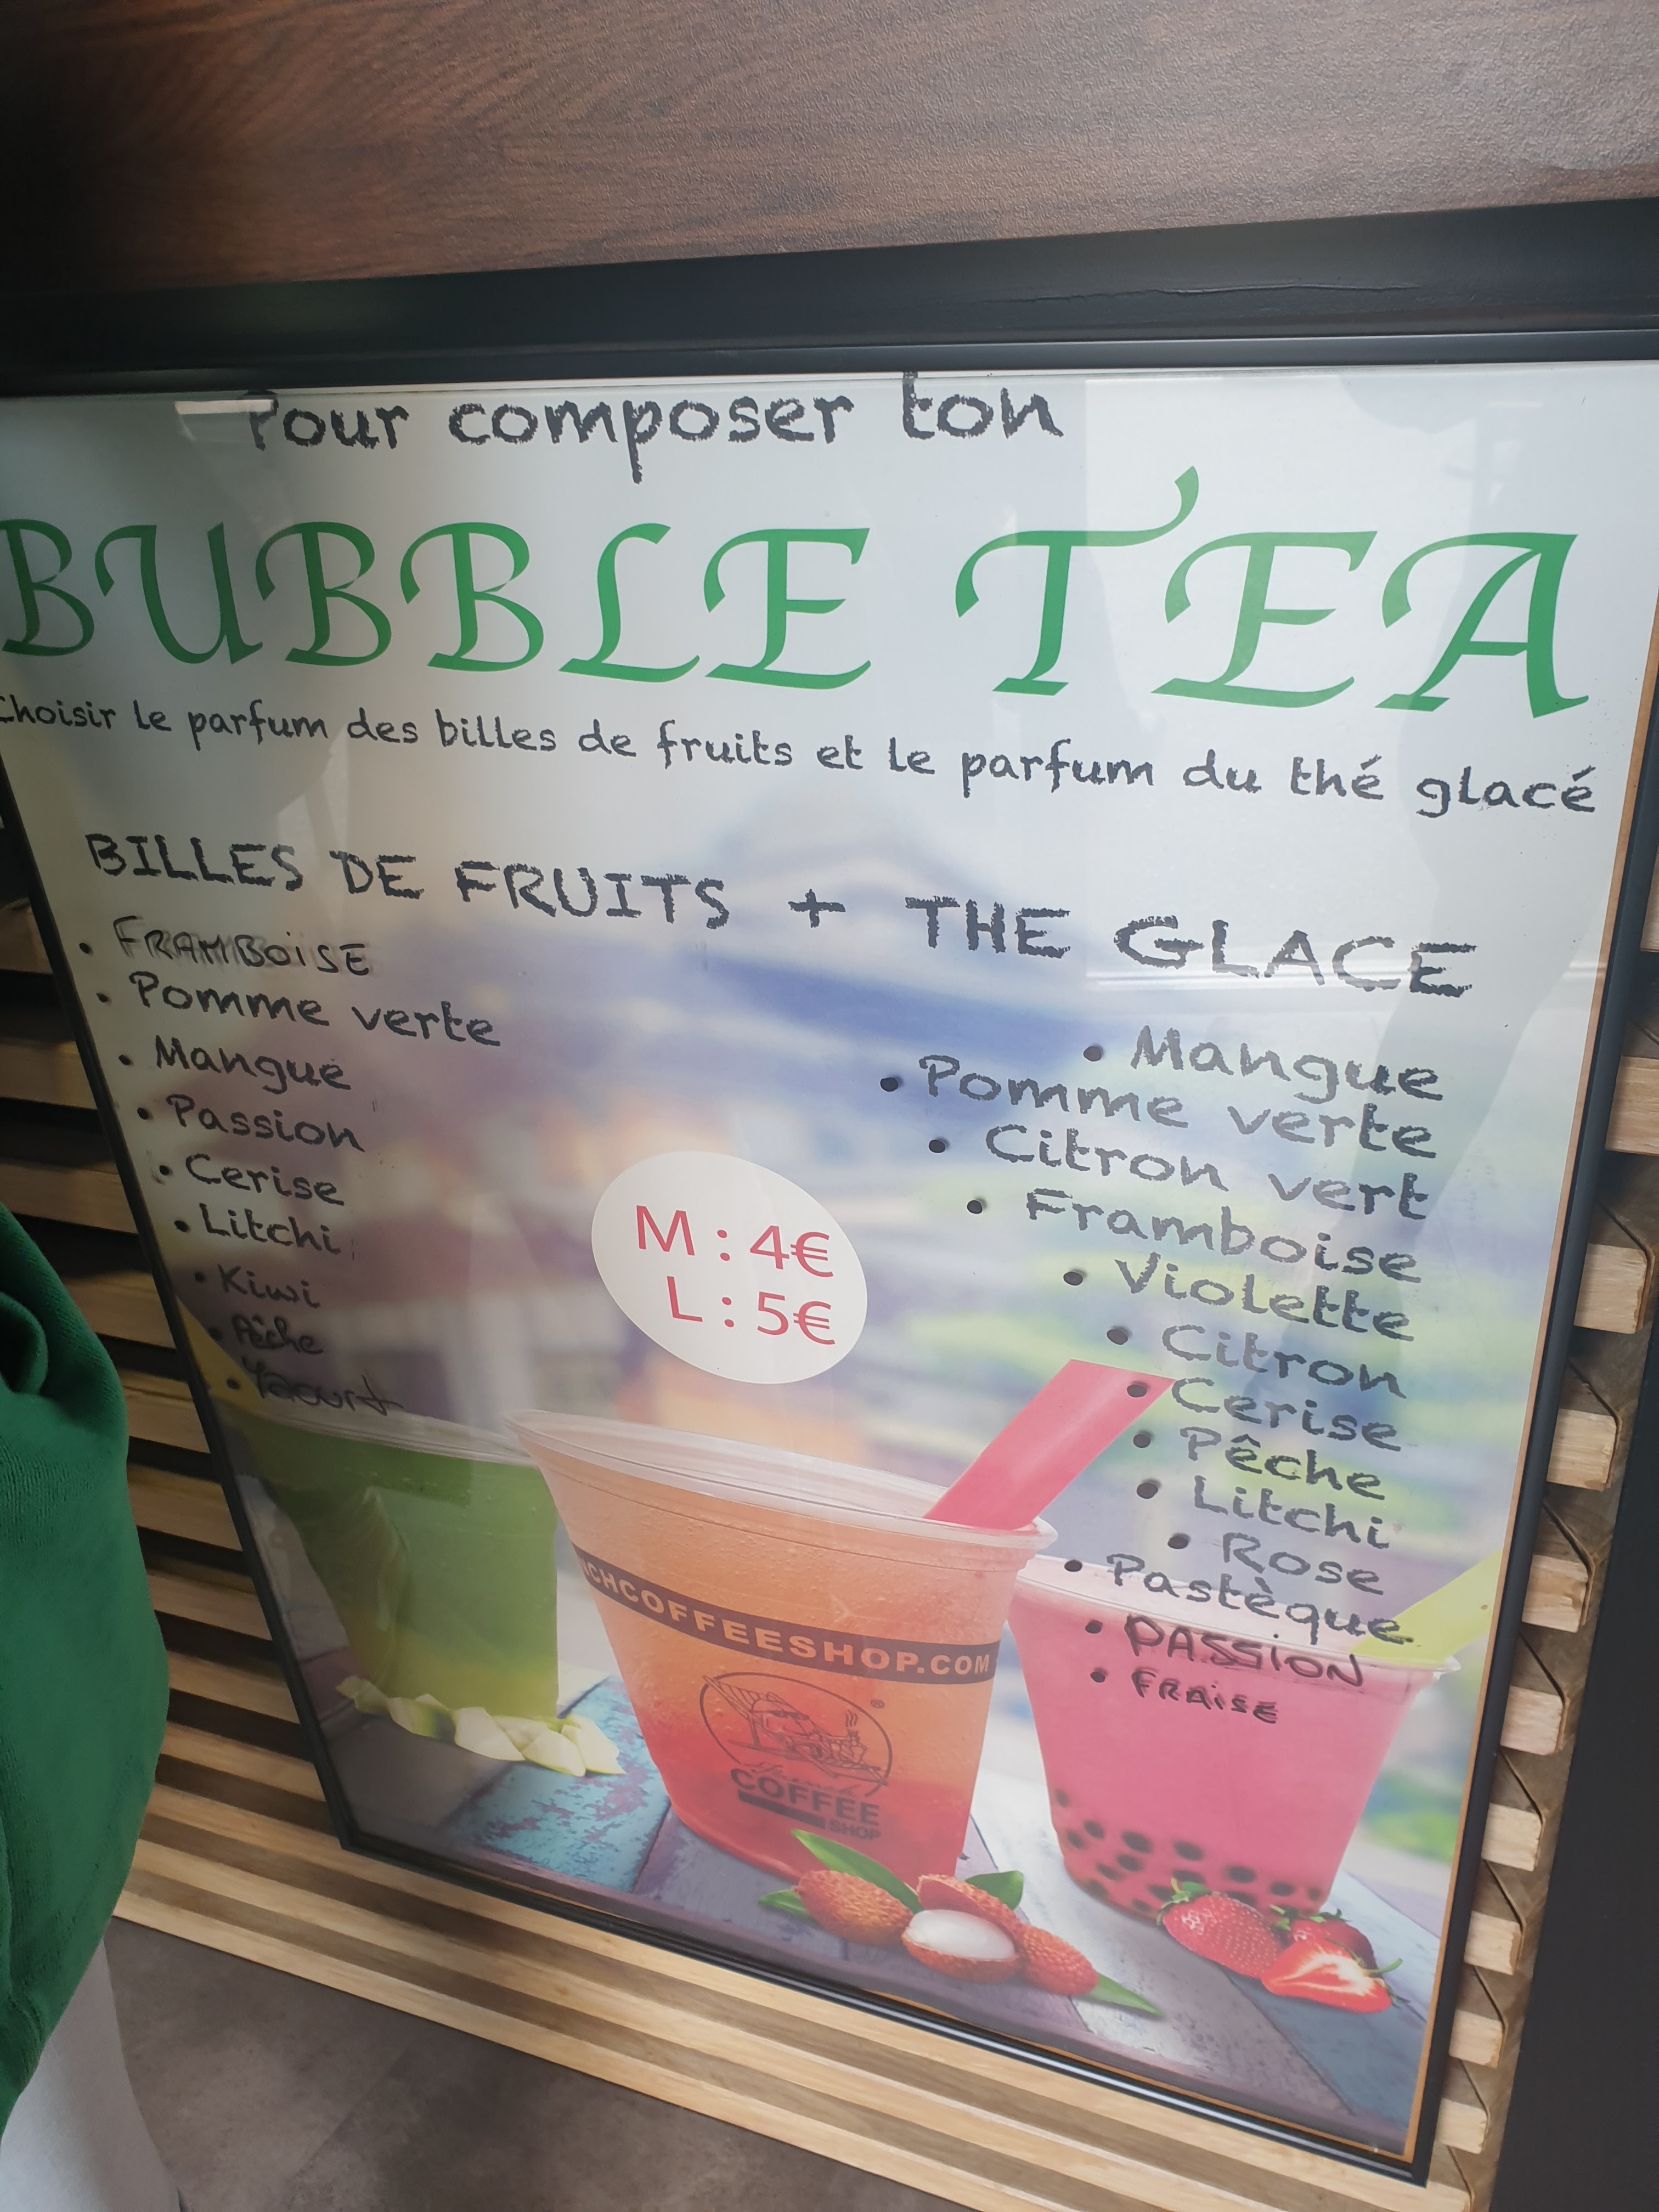 Pour composer ton
BUBBLE TEA
Choisir le parfum des billes de fruits et le parfum du thé glacé
BILLES DE FRUITS + THE GLACE
• FRAMBOiSE
• Pomme verte
• Mangue
• Passion
• Cerise
• Litchi
• Kiwi
• Pêche
• Yaourt
M : 4€
L : 5€
• Mangue
• Pomme verte
• Citron vert
• Framboise
• Violette
• Citron
• Cerise
• Pêche
• Litchi
• Rose
• Pastèque
• PASSION
• FRAiSE
NCHCOFFEESHOP.COM
®
French
COFFEE
SHOP